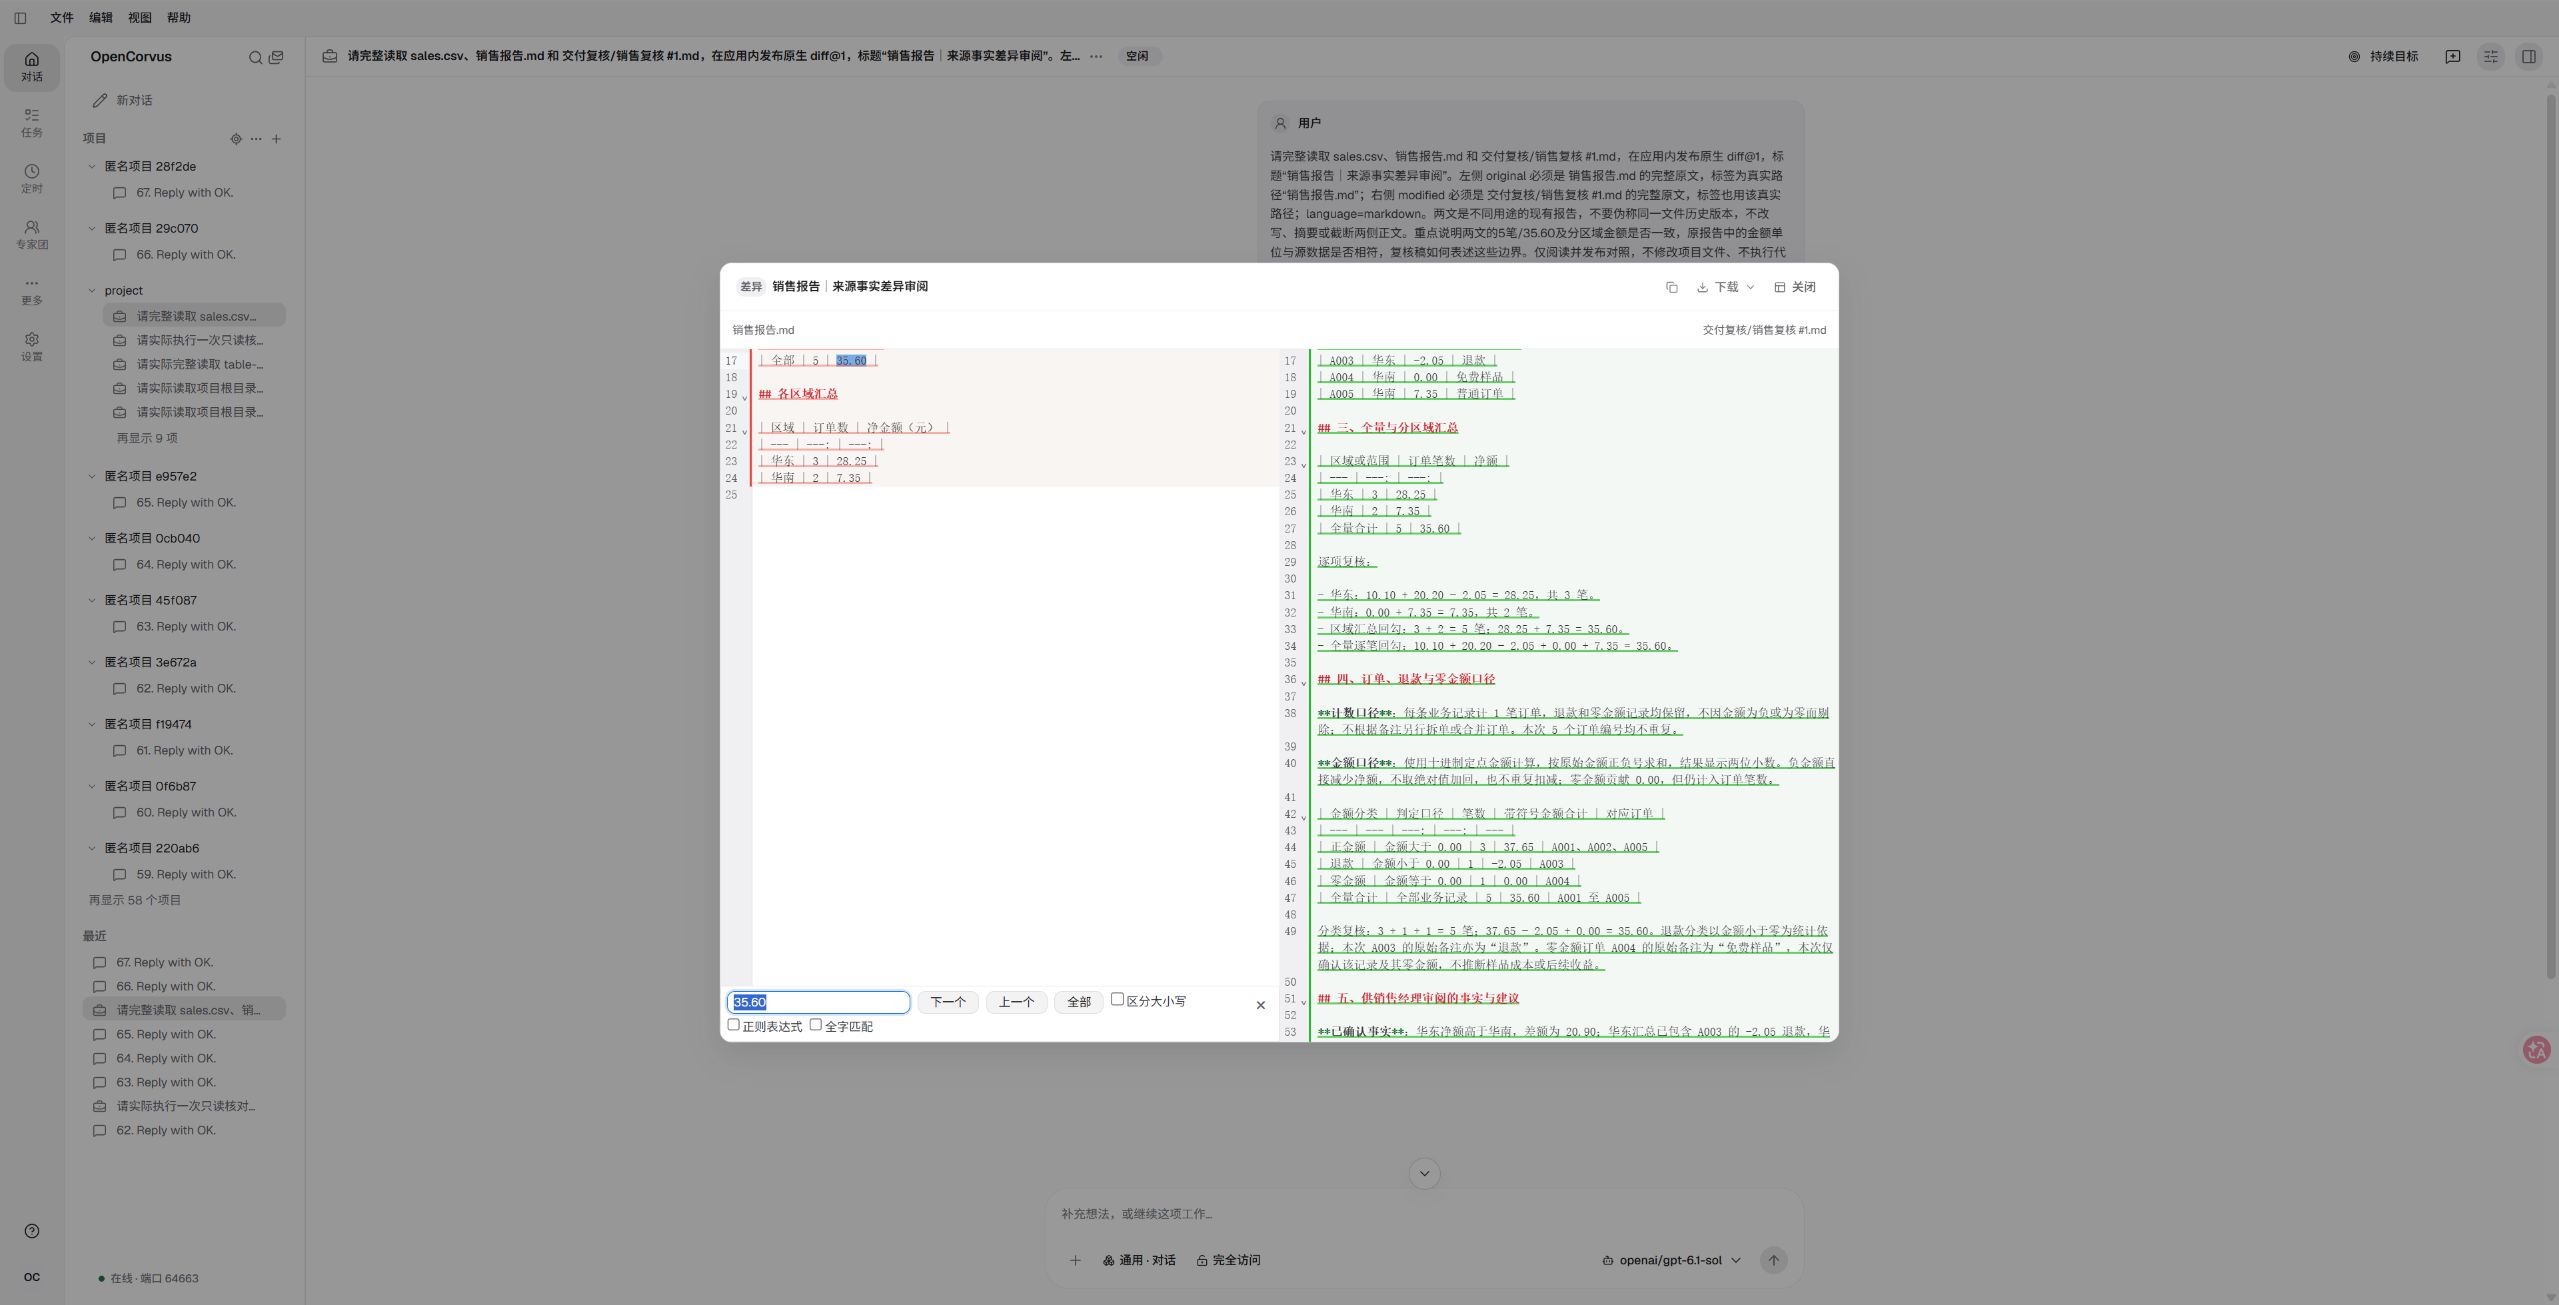 文件 编辑 视图 帮助
对话
任务
定时
专家团
更多
设置
OC
OpenCorvus
新对话
项目
匿名项目 28f2de
67. Reply with OK.
匿名项目 29c070
66. Reply with OK.
project
请完整读取 sales.csv...
请实际执行一次只读核...
请实际完整读取 table-...
请实际读取项目根目录...
请实际读取项目根目录...
再显示 9 项
匿名项目 e957e2
65. Reply with OK.
匿名项目 0cb040
64. Reply with OK.
匿名项目 45f087
63. Reply with OK.
匿名项目 3e672a
62. Reply with OK.
匿名项目 f19474
61. Reply with OK.
匿名项目 0f6b87
60. Reply with OK.
匿名项目 220ab6
59. Reply with OK.
再显示 58 个项目
最近
67. Reply with OK.
66. Reply with OK.
请完整读取 sales.csv、销...
65. Reply with OK.
64. Reply with OK.
63. Reply with OK.
请实际执行一次只读核对...
62. Reply with OK.
在线 · 端口 64663
请完整读取 sales.csv、销售报告.md 和 交付复核/销售复核 #1.md，在应用内发布原生 diff@1，标题“销售报告｜来源事实差异审阅”。左... ··· 空闲
持续目标
用户
请完整读取 sales.csv、销售报告.md 和 交付复核/销售复核 #1.md，在应用内发布原生 diff@1，标
题“销售报告｜来源事实差异审阅”。左侧 original 必须是 销售报告.md 的完整原文，标签为真实路
径“销售报告.md”；右侧 modified 必须是 交付复核/销售复核 #1.md 的完整原文，标签也用该真实
路径；language=markdown。两文是不同用途的现有报告，不要伪称同一文件历史版本，不改
写、摘要或截断两侧正文。重点说明两文的5笔/35.60及分区域金额是否一致，原报告中的金额单
位与源数据是否相符，复核稿如何表述这些边界。仅阅读并发布对照，不修改项目文件、不执行代
差异 销售报告｜来源事实差异审阅
下载 关闭
销售报告.md
交付复核/销售复核 #1.md
17 | 全部 | 5 | 35.60 |
18
19 ## 各区域汇总
20
21 | 区域 | 订单数 | 净金额（元） |
22 | --- | ---: | ---: |
23 | 华东 | 3 | 28.25 |
24 | 华南 | 2 | 7.35 |
25
17 | A003 | 华东 | -2.05 | 退款 |
18 | A004 | 华南 | 0.00 | 免费样品 |
19 | A005 | 华南 | 7.35 | 普通订单 |
20
21 ## 三、全量与分区域汇总
22
23 | 区域或范围 | 订单笔数 | 净额 |
24 | --- | ---: | ---: |
25 | 华东 | 3 | 28.25 |
26 | 华南 | 2 | 7.35 |
27 | 全量合计 | 5 | 35.60 |
28
29 逐项复核：
30
31 - 华东：10.10 + 20.20 - 2.05 = 28.25，共 3 笔。
32 - 华南：0.00 + 7.35 = 7.35，共 2 笔。
33 - 区域汇总回勾：3 + 2 = 5 笔；28.25 + 7.35 = 35.60。
34 - 全量逐笔回勾：10.10 + 20.20 - 2.05 + 0.00 + 7.35 = 35.60。
35
36 ## 四、订单、退款与零金额口径
37
38 **计数口径**：每条业务记录计 1 笔订单，退款和零金额记录均保留，不因金额为负或为零而剔
除；不根据备注另行拆单或合并订单。本次 5 个订单编号均不重复。
39
40 **金额口径**：使用十进制定点金额计算，按原始金额正负号求和，结果显示两位小数。负金额直
接减少净额，不取绝对值加回，也不重复扣减；零金额贡献 0.00，但仍计入订单笔数。
41
42 | 金额分类 | 判定口径 | 笔数 | 带符号金额合计 | 对应订单 |
43 | --- | --- | ---: | ---: | --- |
44 | 正金额 | 金额大于 0.00 | 3 | 37.65 | A001、A002、A005 |
45 | 退款 | 金额小于 0.00 | 1 | -2.05 | A003 |
46 | 零金额 | 金额等于 0.00 | 1 | 0.00 | A004 |
47 | 全量合计 | 全部业务记录 | 5 | 35.60 | A001 至 A005 |
48
49 分类复核：3 + 1 + 1 = 5 笔；37.65 - 2.05 + 0.00 = 35.60。退款分类以金额小于零为统计依
据；本次 A003 的原始备注亦为“退款”。零金额订单 A004 的原始备注为“免费样品”，本次仅
确认该记录及其零金额，不推断样品成本或后续收益。
50
51 ## 五、供销售经理审阅的事实与建议
52
53 **已确认事实**：华东净额高于华南，差额为 20.90；华东汇总已包含 A003 的 -2.05 退款，华
35.60 下一个 上一个 全部 区分大小写
正则表达式 全字匹配
补充想法，或继续这项工作...
通用 · 对话 完全访问
openai/gpt-6.1-sol